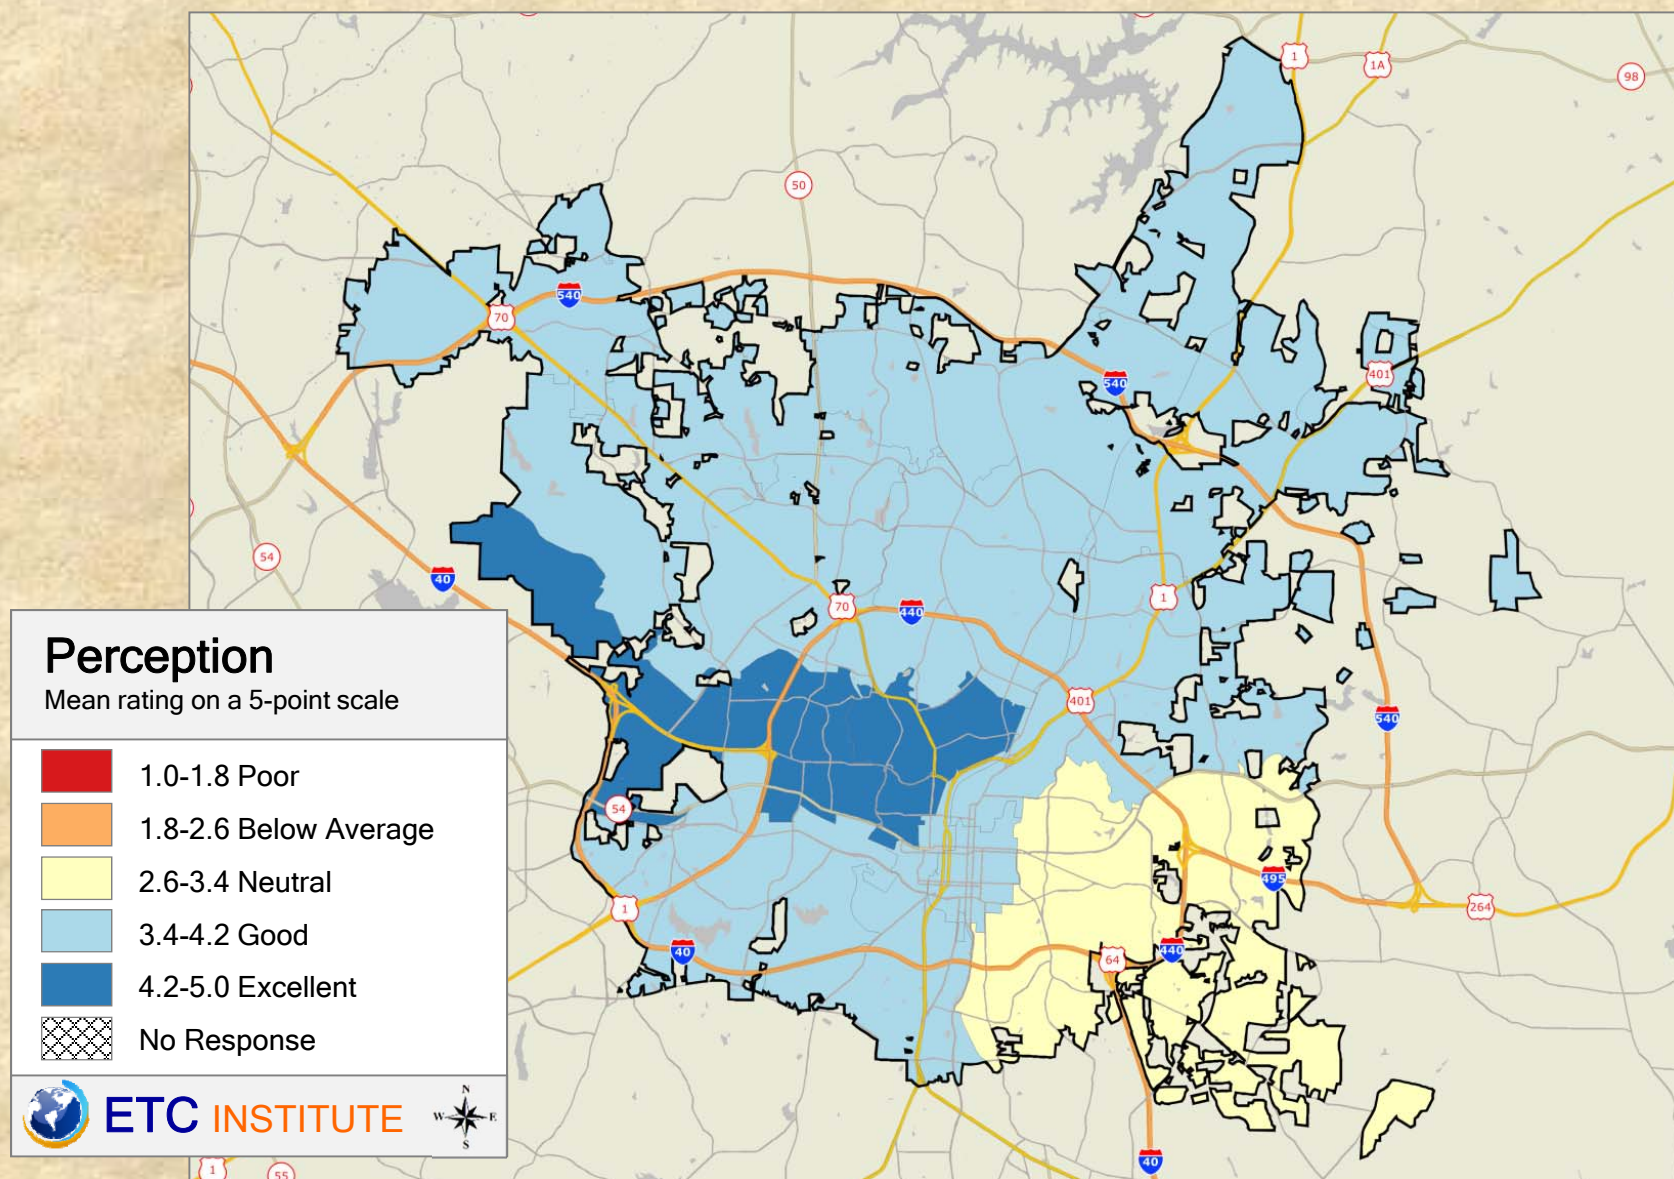 1
1A
98
50
540
70
401
540
54
40
70
440
1
401
540
54
495
1
264
40
440
64
40
1
55
Perception
Mean rating on a 5-point scale
1.0-1.8 Poor
1.8-2.6 Below Average
2.6-3.4 Neutral
3.4-4.2 Good
4.2-5.0 Excellent
No Response
ETC INSTITUTE
N
W E
S